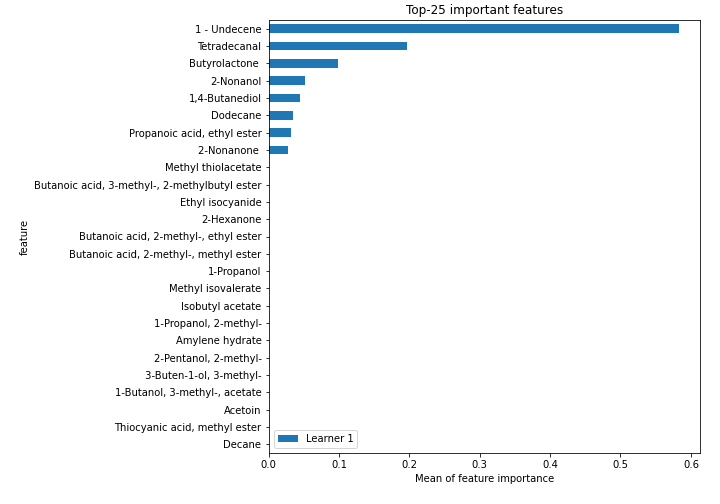 Top-25 important features
1 - Undecene
Tetradecanal
Butyrolactone
2-Nonanol
1,4-Butanediol
Dodecane
Propanoic acid, ethyl ester
2-Nonanone
Methyl thiolacetate
Butanoic acid, 3-methyl-, 2-methylbutyl ester
Ethyl isocyanide
2-Hexanone
Butanoic acid, 2-methyl-, ethyl ester
Butanoic acid, 2-methyl-, methyl ester
1-Propanol
Methyl isovalerate
Isobutyl acetate
1-Propanol, 2-methyl-
Amylene hydrate
2-Pentanol, 2-methyl-
3-Buten-1-ol, 3-methyl-
1-Butanol, 3-methyl-, acetate
Acetoin
Thiocyanic acid, methyl ester
Decane
feature
Learner 1
0.0 0.1 0.2 0.3 0.4 0.5 0.6
Mean of feature importance